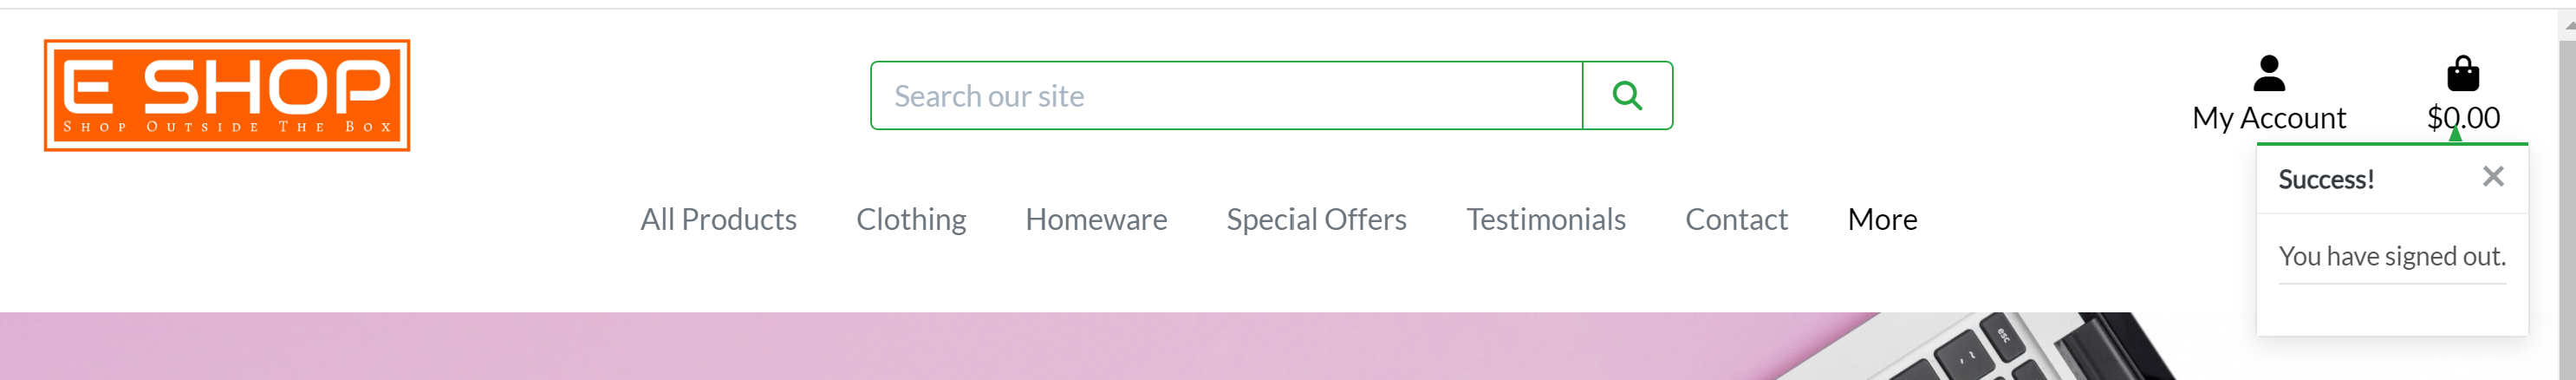 E SHOP
Shop Outside The Box
Search our site
My Account
$0.00
All Products
Clothing
Homeware
Special Offers
Testimonials
Contact
More
Success!
You have signed out.
esc